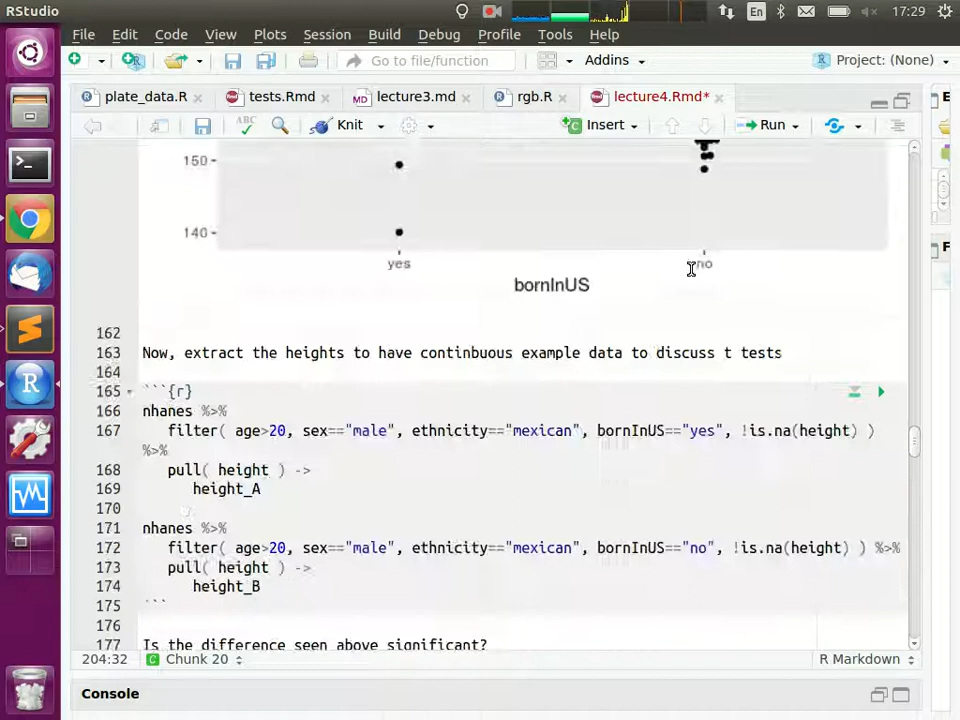 RStudio
En
17:29
File Edit Code View Plots Session Build Debug Profile Tools Help
Go to file/function
Addins
Project: (None)
plate_data.R
tests.Rmd
lecture3.md
rgb.R
lecture4.Rmd*
ABC
Knit
Insert
Run
150
140
yes
no
bornInUS
162
163 Now, extract the heights to have continbuous example data to discuss t tests
164
165 ```{r}
166 nhanes %>%
167 filter( age>20, sex=="male", ethnicity=="mexican", bornInUS=="yes", !is.na(height) )
%>%
168 pull( height ) ->
169 height_A
170
171 nhanes %>%
172 filter( age>20, sex=="male", ethnicity=="mexican", bornInUS=="no", !is.na(height) ) %>%
173 pull( height ) ->
174 height_B
175 ```
176
177 Is the difference seen above significant?
204:32
Chunk 20
R Markdown
Console